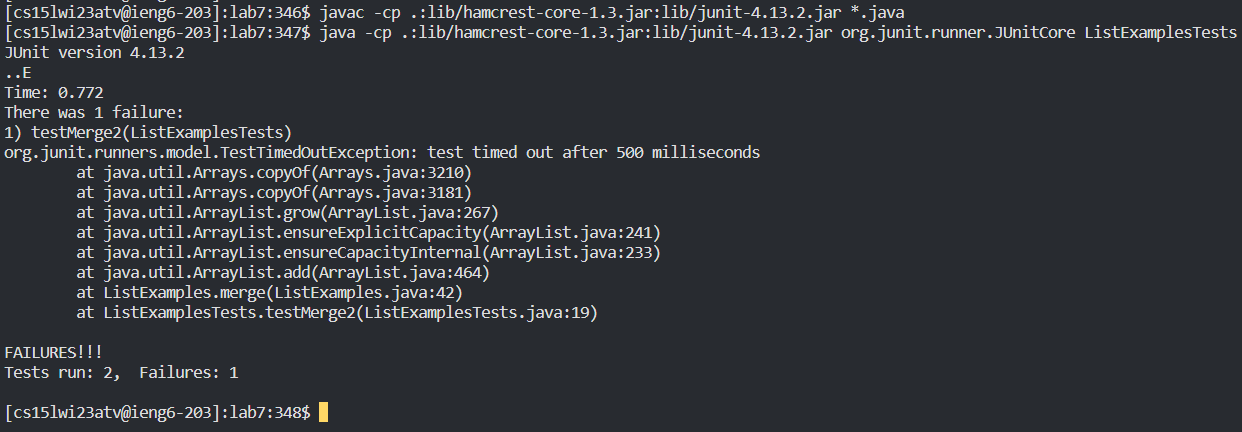 [cs15lwi23atv@ieng6-203]:lab7:346$ javac -cp .:lib/hamcrest-core-1.3.jar:lib/junit-4.13.2.jar *.java
[cs15lwi23atv@ieng6-203]:lab7:347$ java -cp .:lib/hamcrest-core-1.3.jar:lib/junit-4.13.2.jar org.junit.runner.JUnitCore ListExamplesTests
JUnit version 4.13.2
..E
Time: 0.772
There was 1 failure:
1) testMerge2(ListExamplesTests)
org.junit.runners.model.TestTimedOutException: test timed out after 500 milliseconds
        at java.util.Arrays.copyOf(Arrays.java:3210)
        at java.util.Arrays.copyOf(Arrays.java:3181)
        at java.util.ArrayList.grow(ArrayList.java:267)
        at java.util.ArrayList.ensureExplicitCapacity(ArrayList.java:241)
        at java.util.ArrayList.ensureCapacityInternal(ArrayList.java:233)
        at java.util.ArrayList.add(ArrayList.java:464)
        at ListExamples.merge(ListExamples.java:42)
        at ListExamplesTests.testMerge2(ListExamplesTests.java:19)

FAILURES!!!
Tests run: 2,  Failures: 1

[cs15lwi23atv@ieng6-203]:lab7:348$